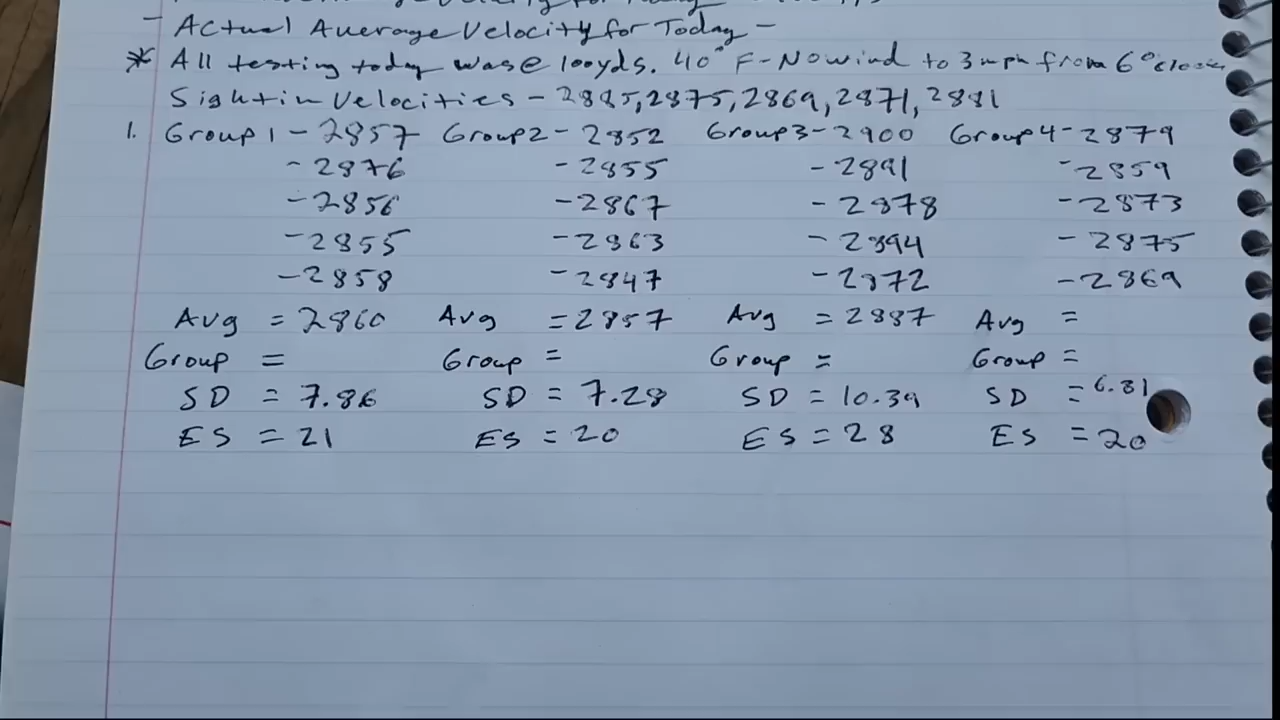 - Actual Average Velocity for Today -
* All testing today was @ 100yds. 40° F - No wind to 3 mph from 6 o'clock
Sight in Velocities - 2885, 2875, 2869, 2871, 2881
1. Group 1 - 2857 Group 2 - 2852 Group 3 - 2900 Group 4 - 2879
- 2876 - 2855 - 2891 - 2859
- 2856 - 2867 - 2878 - 2873
- 2855 - 2863 - 2894 - 2875
- 2858 - 2847 - 2872 - 2869
Avg = 2860 Avg = 2857 Avg = 2887 Avg =
Group = Group = Group = Group =
SD = 7.86 SD = 7.28 SD = 10.39 SD = 6.81
ES = 21 ES = 20 ES = 28 ES = 20